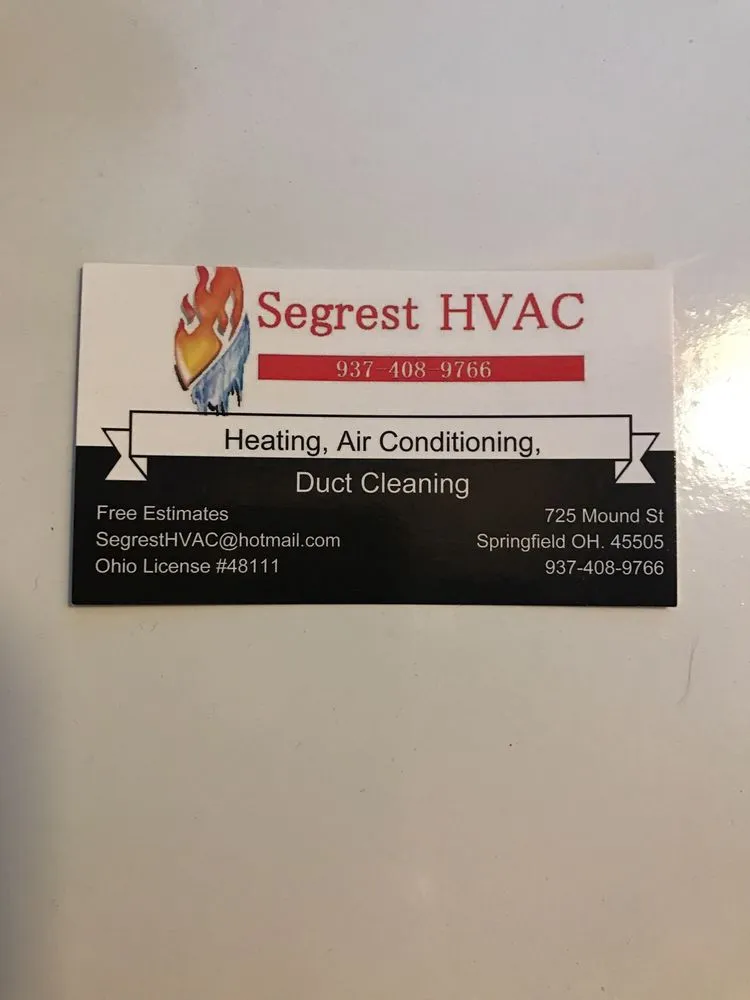 Segrest HVAC
937-408-9766
Heating, Air Conditioning,
Duct Cleaning
Free Estimates
SegrestHVAC@hotmail.com
Ohio License #48111
725 Mound St
Springfield OH. 45505
937-408-9766